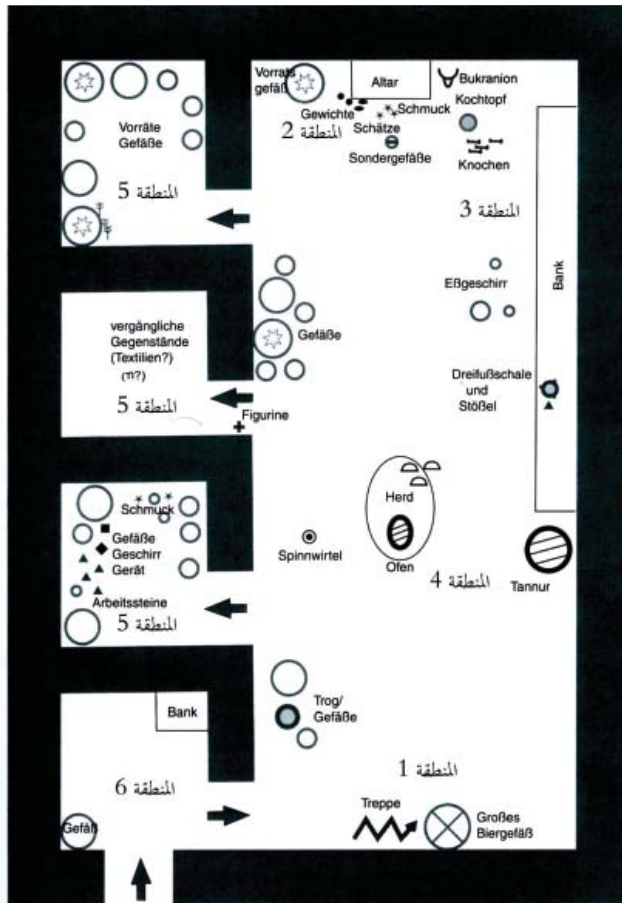 Vorrats
gefäß
Altar
Bukranion
Kochtopf
Gewichte
Schmuck
Schätze
Sondergefäße
Knochen
المنطقة 2
Vorräte
Gefäße
المنطقة 5
المنطقة 3
Bank
Eßgeschirr
Gefäße
vergängliche
Gegenstände
(Textilien?)
المنطقة 5
Figurine
Dreifußschale
und
Stößel
Herd
Ofen
Spinnwirtel
المنطقة 4
Tannur
Schmuck
Gefäße
Geschirr
Gerät
Arbeitssteine
المنطقة 5
Trog/
Gefäße
Bank
المنطقة 6
Gefäß
المنطقة 1
Treppe
Großes
Biergefäß